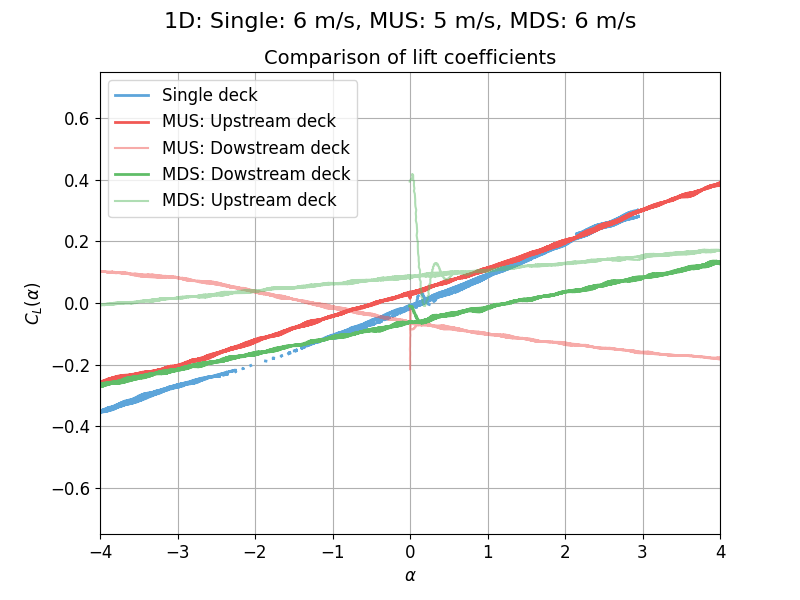 1D: Single: 6 m/s, MUS: 5 m/s, MDS: 6 m/s
Comparison of lift coefficients
Single deck
MUS: Upstream deck
MUS: Dowstream deck
MDS: Dowstream deck
MDS: Upstream deck
0.6
0.4
0.2
0.0
−0.2
−0.4
−0.6
C_L(α)
−4 −3 −2 −1 0 1 2 3 4
α